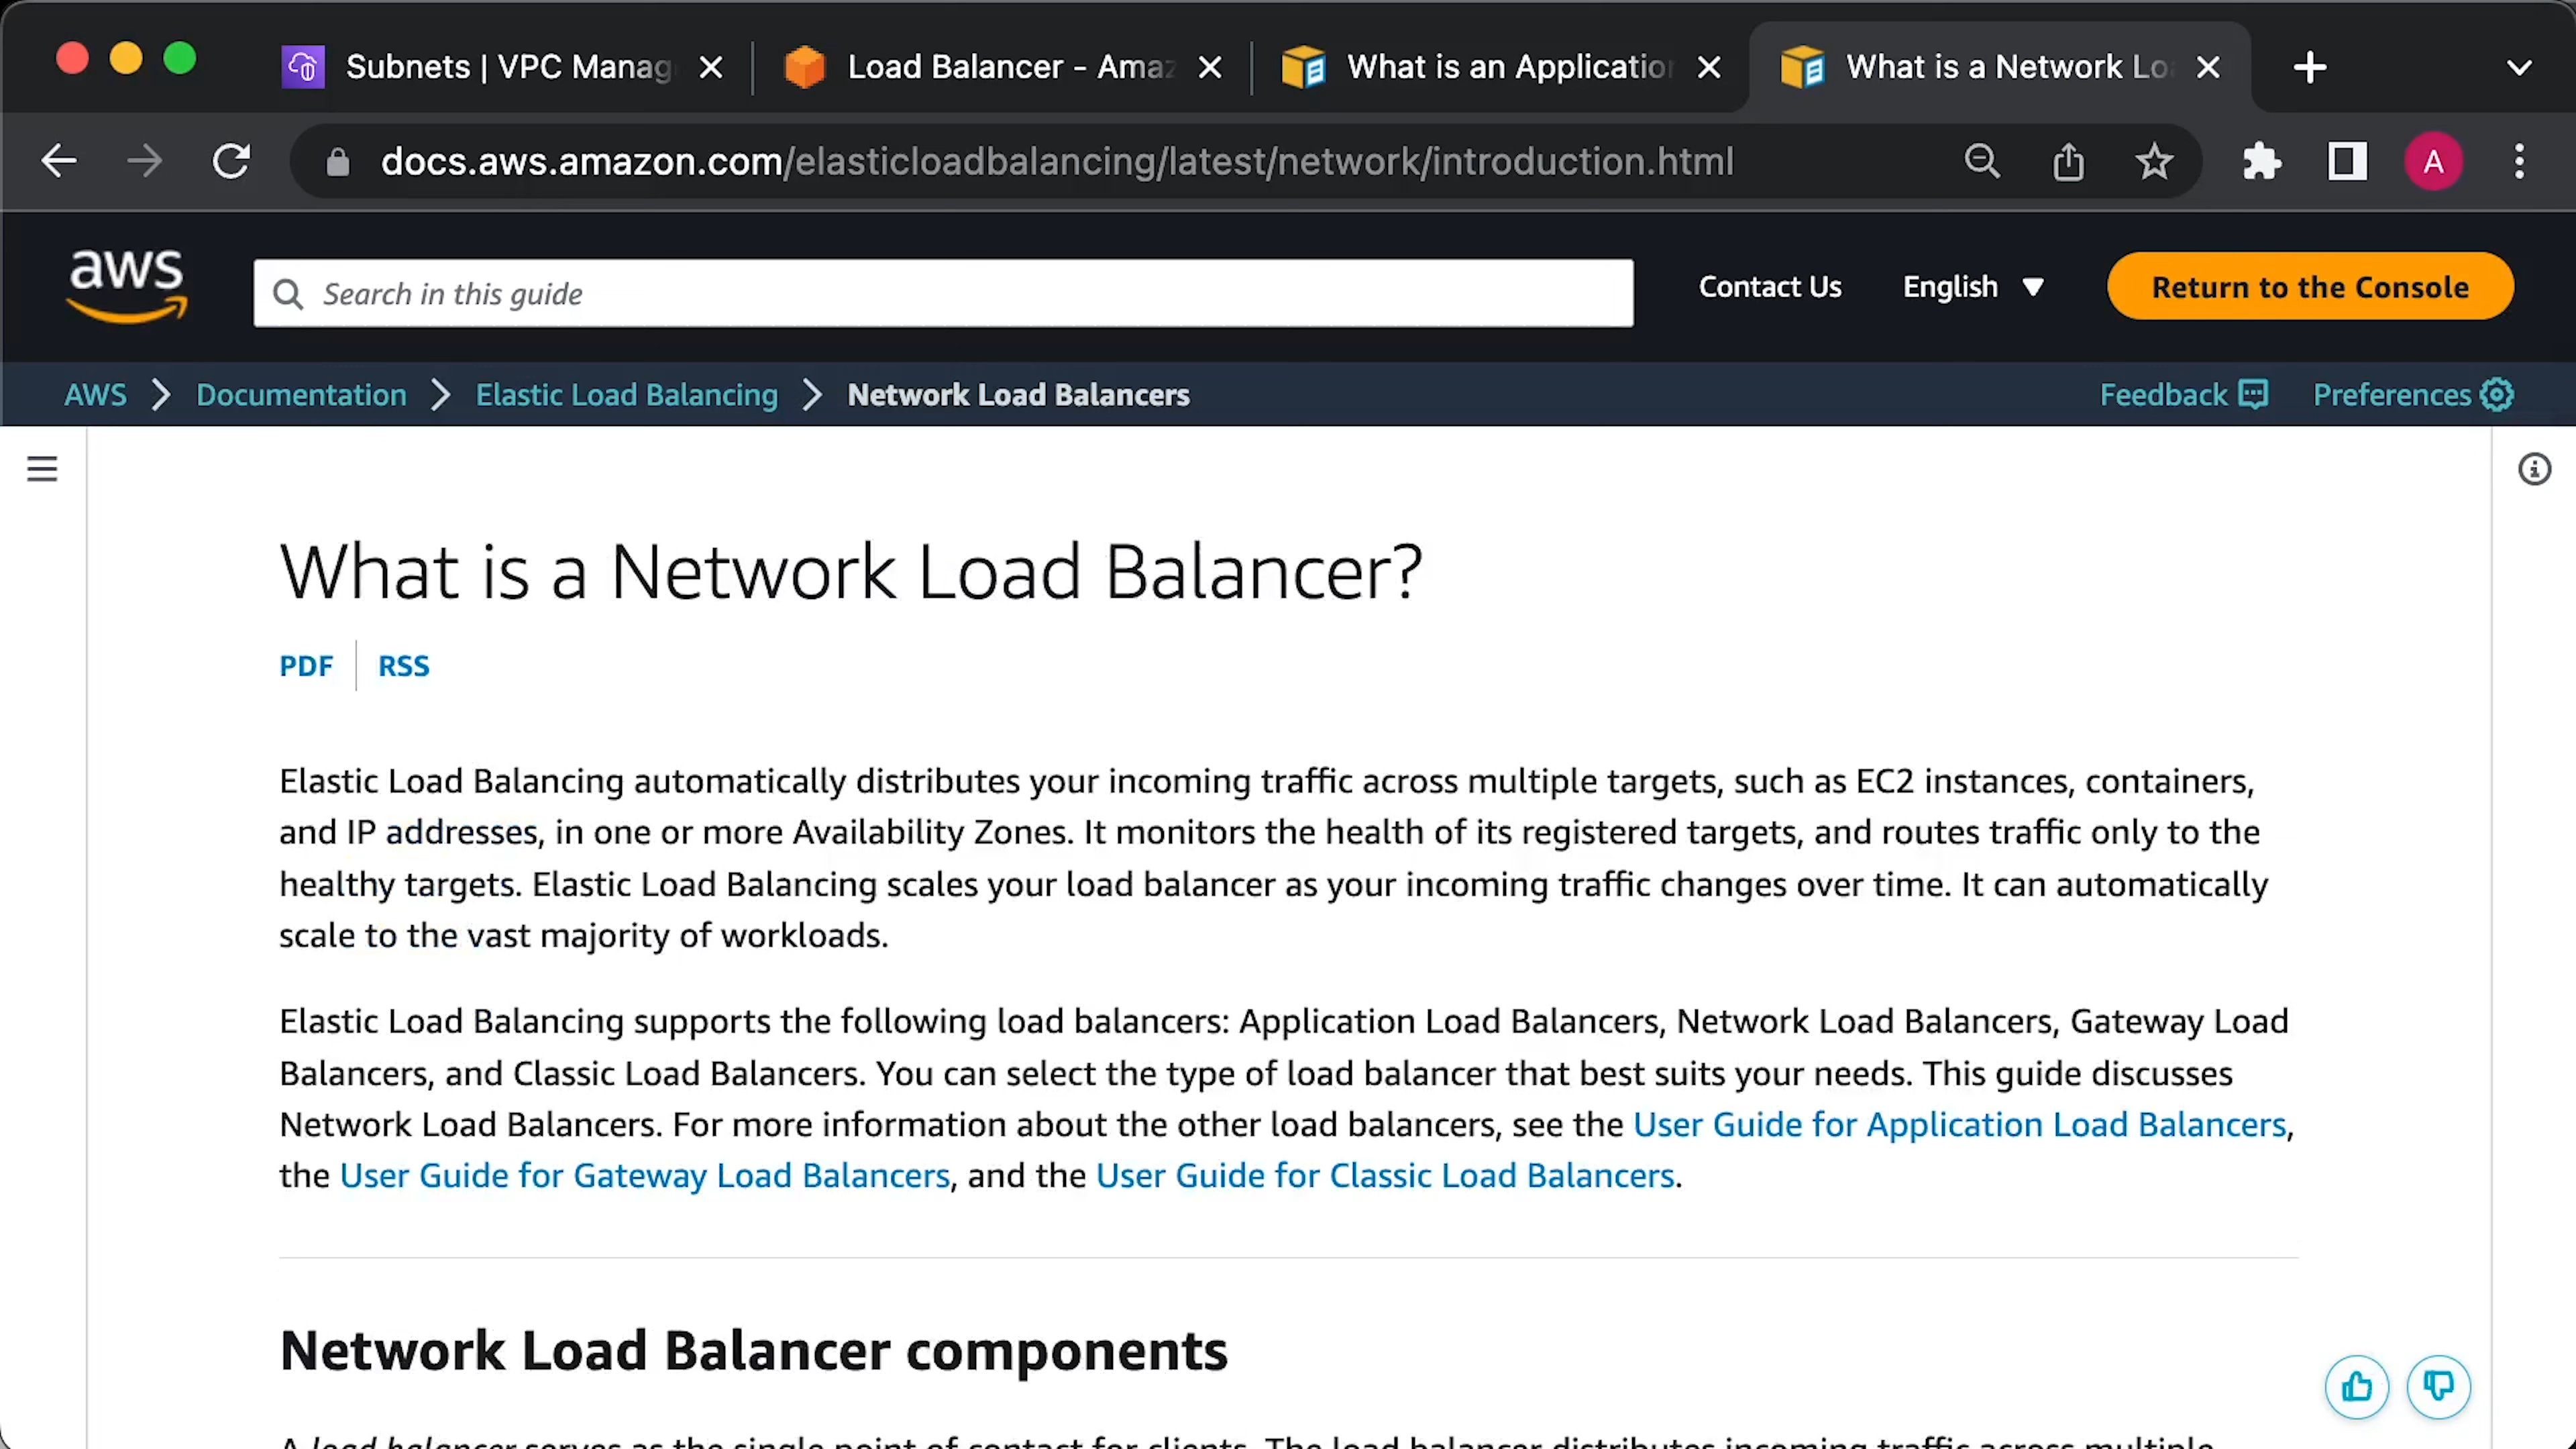 Subnets | VPC Manag
Load Balancer - Amaz
What is an Application
What is a Network Lo
docs.aws.amazon.com/elasticloadbalancing/latest/network/introduction.html
A
aws
Search in this guide
Contact Us
English
Return to the Console
AWS
Documentation
Elastic Load Balancing
Network Load Balancers
Feedback
Preferences
What is a Network Load Balancer?
PDF
RSS
Elastic Load Balancing automatically distributes your incoming traffic across multiple targets, such as EC2 instances, containers,
and IP addresses, in one or more Availability Zones. It monitors the health of its registered targets, and routes traffic only to the
healthy targets. Elastic Load Balancing scales your load balancer as your incoming traffic changes over time. It can automatically
scale to the vast majority of workloads.
Elastic Load Balancing supports the following load balancers: Application Load Balancers, Network Load Balancers, Gateway Load
Balancers, and Classic Load Balancers. You can select the type of load balancer that best suits your needs. This guide discusses
Network Load Balancers. For more information about the other load balancers, see the User Guide for Application Load Balancers,
the User Guide for Gateway Load Balancers, and the User Guide for Classic Load Balancers.
Network Load Balancer components
A load balancer serves as the single point of contact for clients. The load balancer distributes incoming traffic across multiple